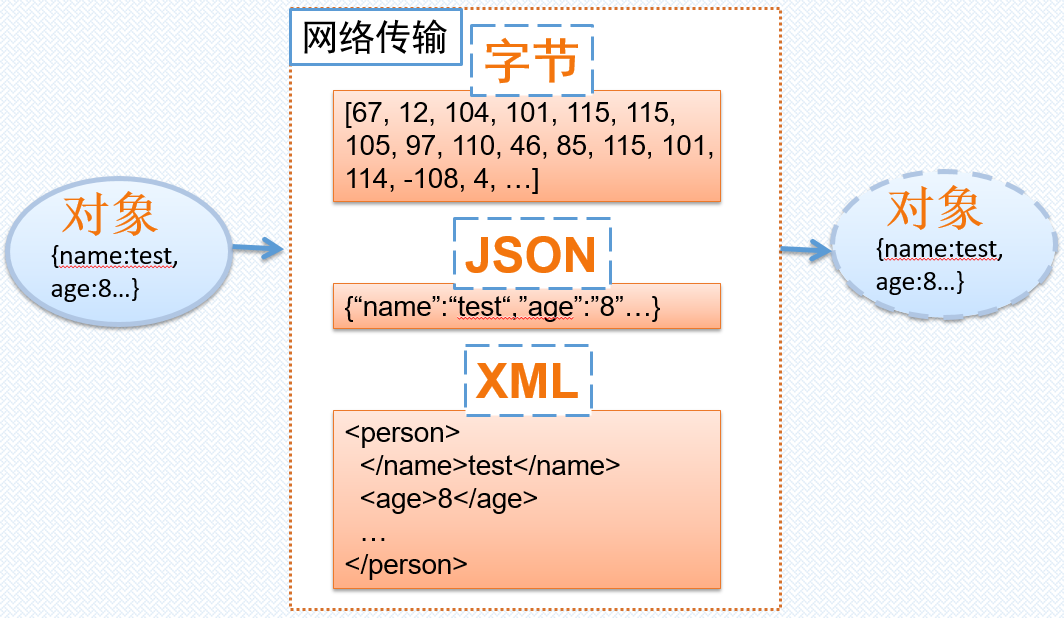 网络传输
字节
[67, 12, 104, 101, 115, 115,
105, 97, 110, 46, 85, 115, 101,
114, -108, 4, …]
对象
{name:test,
age:8…}
JSON
{“name”:“test“,”age”:”8”…}
XML
<person>
</name>test</name>
<age>8</age>
…
</person>
对象
{name:test,
age:8…}